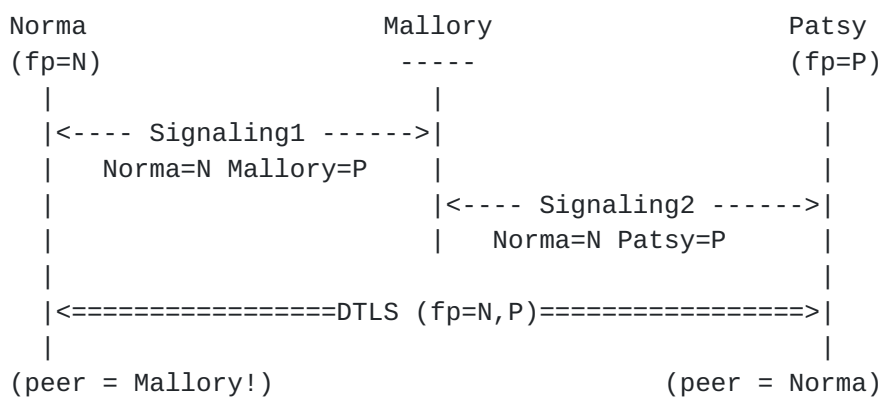 Norma                 Mallory                  Patsy
(fp=N)                 -----                   (fp=P)
  |                      |                       |
  |<---- Signaling1 ------>|                     |
  |   Norma=N Mallory=P    |                     |
  |                        |<---- Signaling2 ------>|
  |                        |   Norma=N Patsy=P      |
  |                                                 |
  |<=================DTLS (fp=N,P)=================>|
  |                                                 |
(peer = Mallory!)                       (peer = Norma)